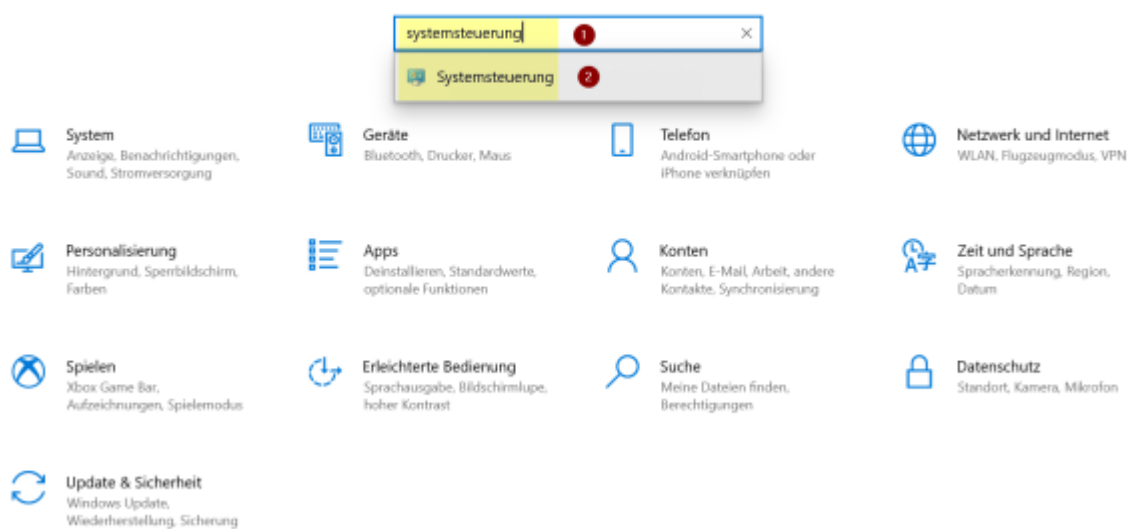 systemsteuerung
1
Systemsteuerung
2
System
Anzeige, Benachrichtigungen,
Sound, Stromversorgung
Geräte
Bluetooth, Drucker, Maus
Telefon
Android-Smartphone oder
iPhone verknüpfen
Netzwerk und Internet
WLAN, Flugzeugmodus, VPN
Personalisierung
Hintergrund, Sperrbildschirm,
Farben
Apps
Deinstallieren, Standardwerte,
optionale Funktionen
Konten
Konten, E-Mail, Arbeit, andere
Kontakte, Synchronisierung
Zeit und Sprache
Spracherkennung, Region,
Datum
Spielen
Xbox Game Bar,
Aufzeichnungen, Spielemodus
Erleichterte Bedienung
Sprachausgabe, Bildschirmlupe,
hoher Kontrast
Suche
Meine Dateien finden,
Berechtigungen
Datenschutz
Standort, Kamera, Mikrofon
Update & Sicherheit
Windows Update,
Wiederherstellung, Sicherung